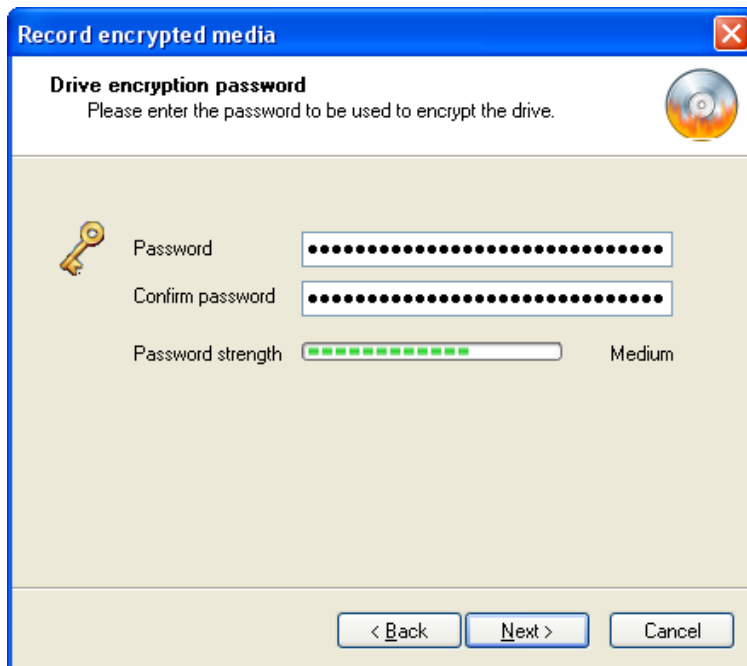 Record encrypted media
Drive encryption password
Please enter the password to be used to encrypt the drive.
Password
Confirm password
Password strength Medium
< Back Next > Cancel